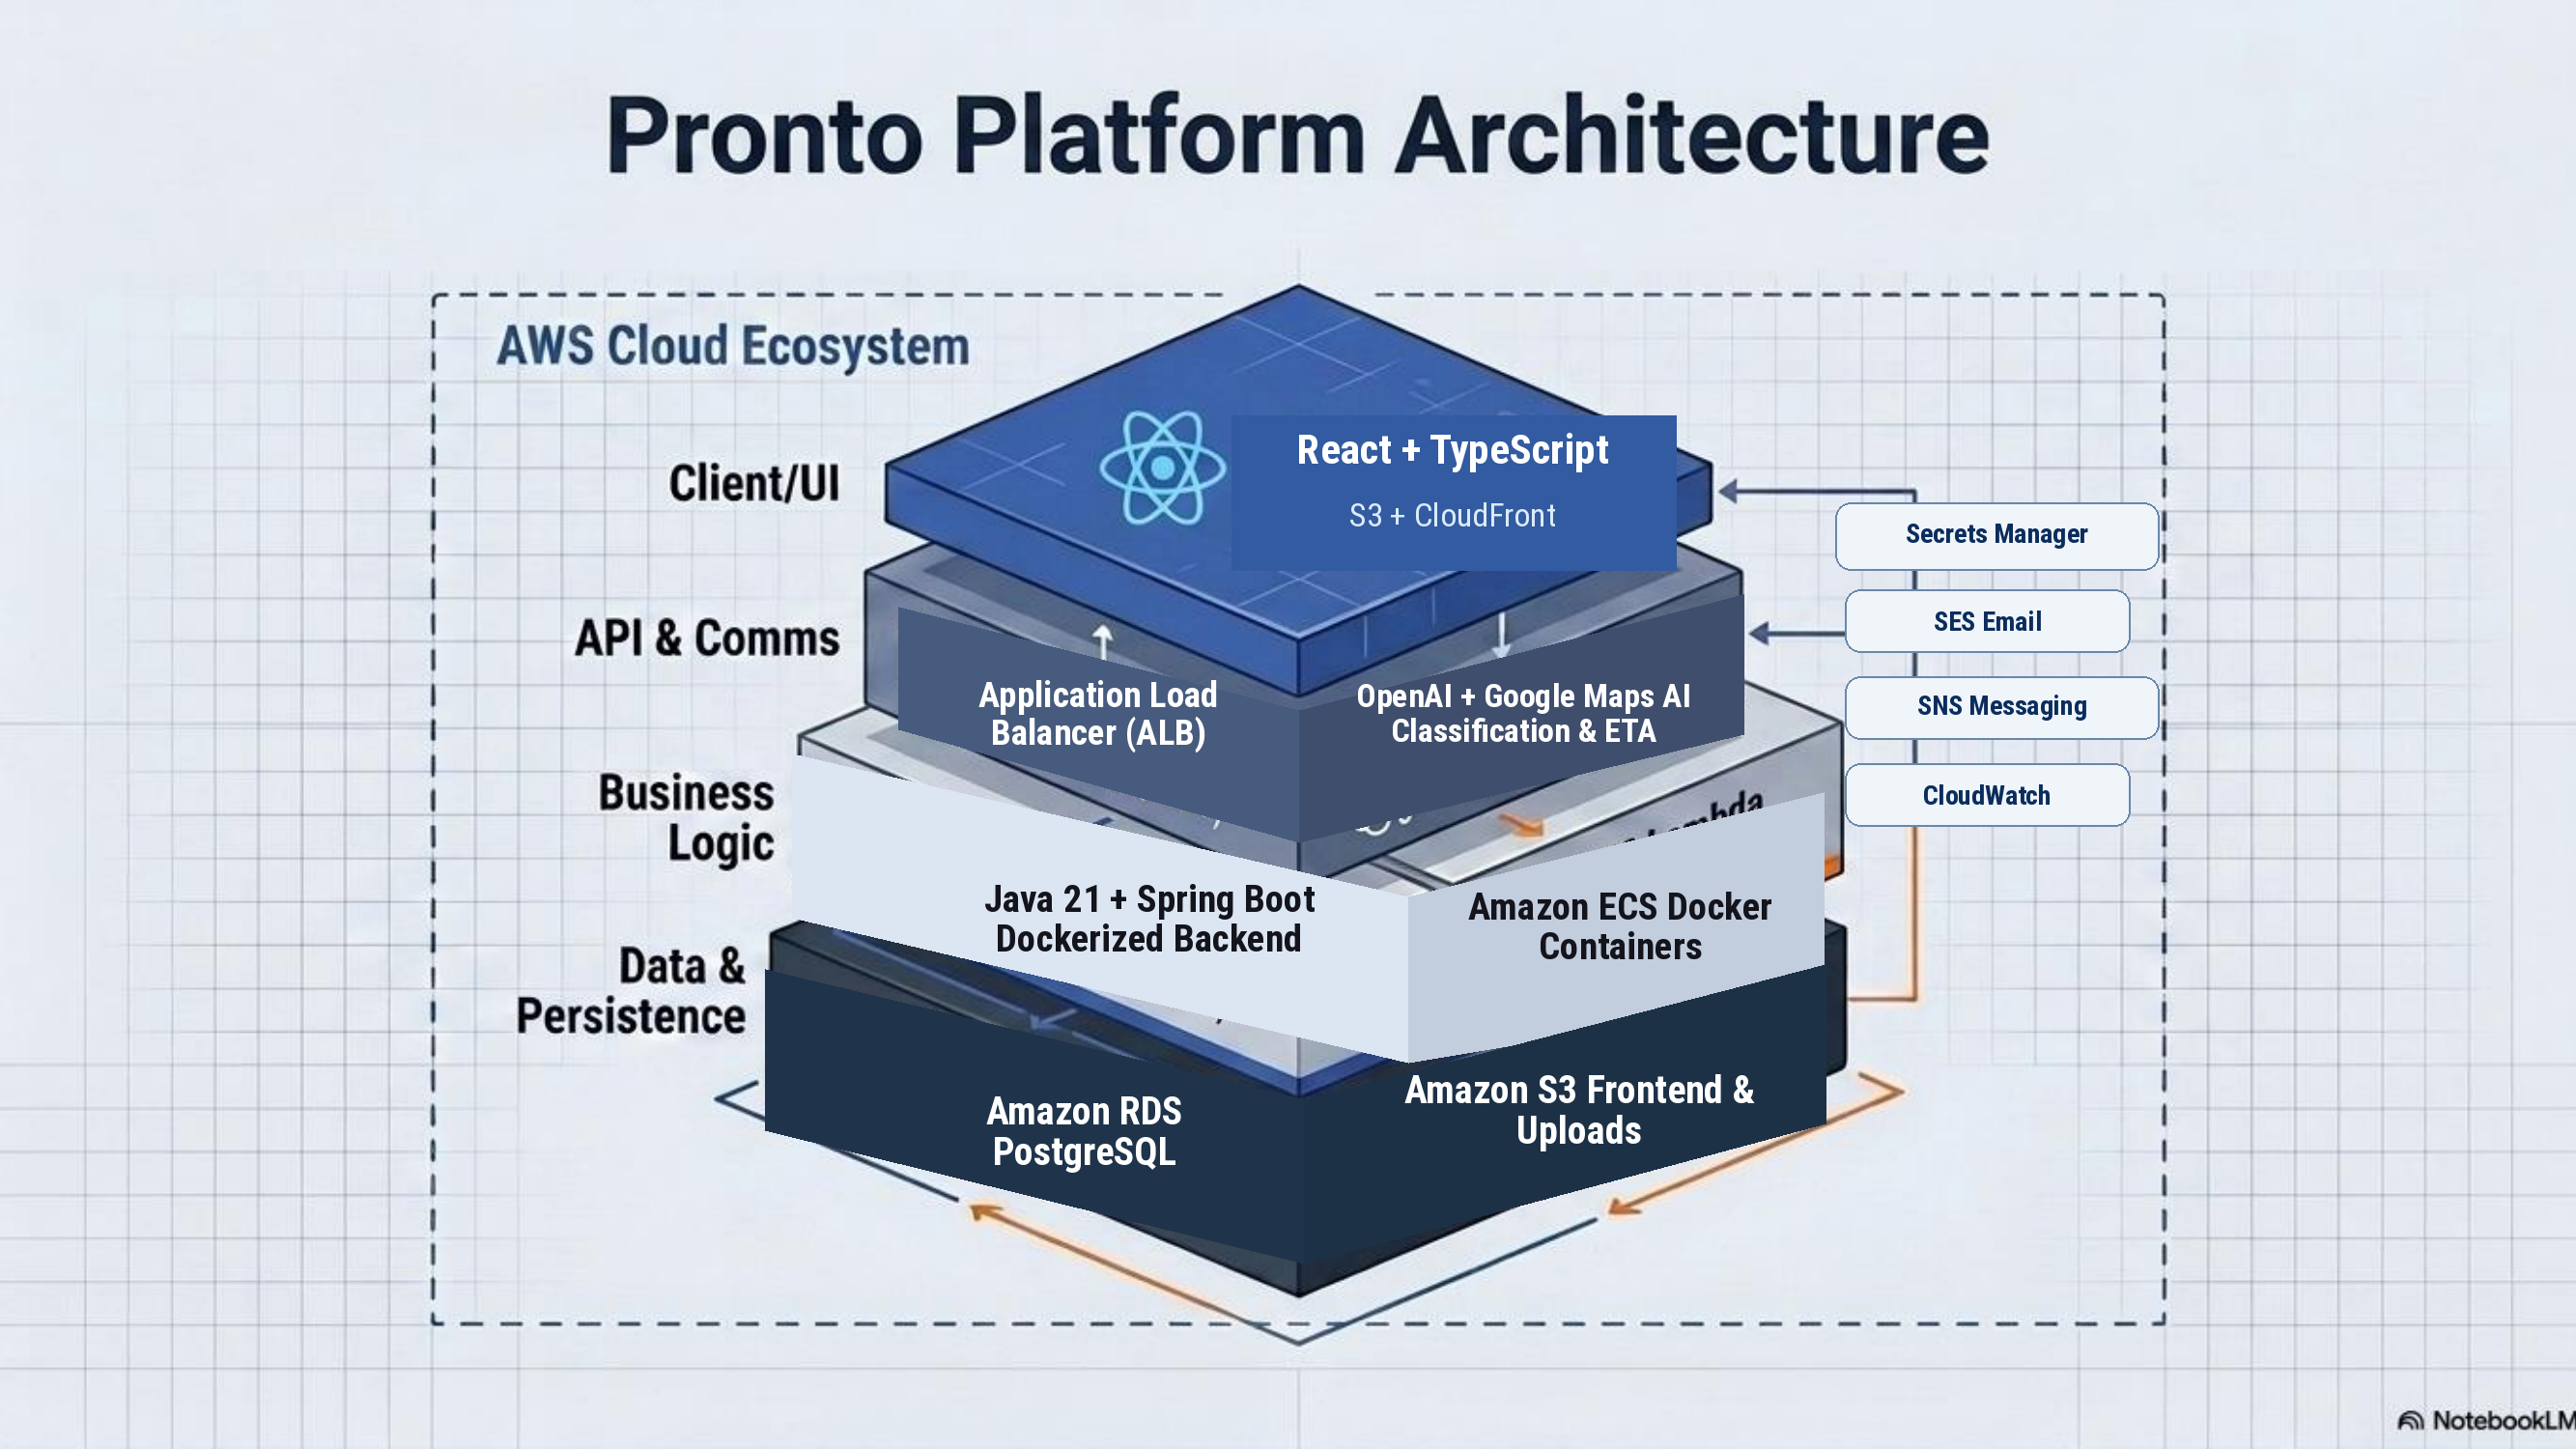 Pronto Platform Architecture
AWS Cloud Ecosystem
Client/UI
React + TypeScript
S3 + CloudFront
Secrets Manager
API & Comms
SES Email
Application Load
Balancer (ALB)
OpenAI + Google Maps AI
Classification & ETA
SNS Messaging
Business
Logic
CloudWatch
Java 21 + Spring Boot
Dockerized Backend
Amazon ECS Docker
Containers
Data &
Persistence
Amazon RDS
PostgreSQL
Amazon S3 Frontend &
Uploads
NotebookLM